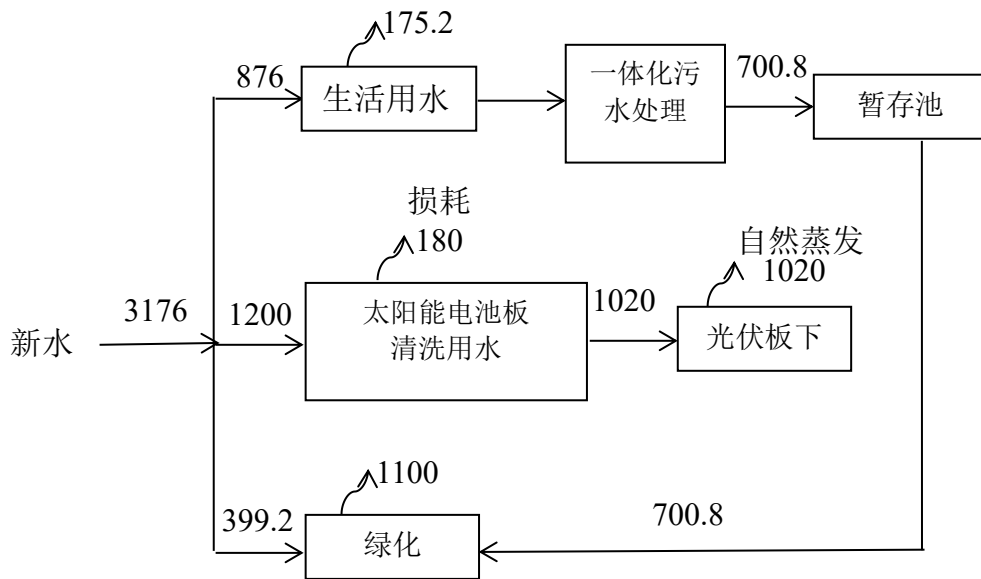 175.2
876
生活用水
一体化污
水处理
700.8
暂存池
损耗
180
自然蒸发
1020
新水
3176
1200
太阳能电池板
清洗用水
1020
光伏板下
1100
399.2
绿化
700.8